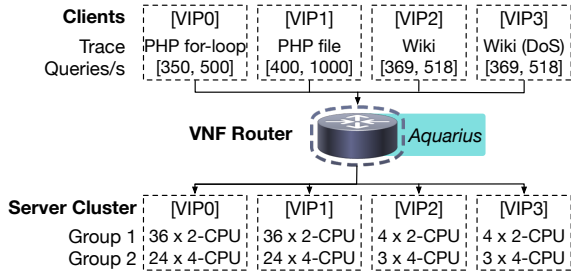 Clients [VIP0] [VIP1] [VIP2] [VIP3]
Trace PHP for-loop PHP file Wiki Wiki (DoS)
Queries/s [350, 500] [400, 1000] [369, 518] [369, 518]
VNF Router Aquarius
Server Cluster [VIP0] [VIP1] [VIP2] [VIP3]
Group 1 36 x 2-CPU 36 x 2-CPU 4 x 2-CPU 4 x 2-CPU
Group 2 24 x 4-CPU 24 x 4-CPU 3 x 4-CPU 3 x 4-CPU